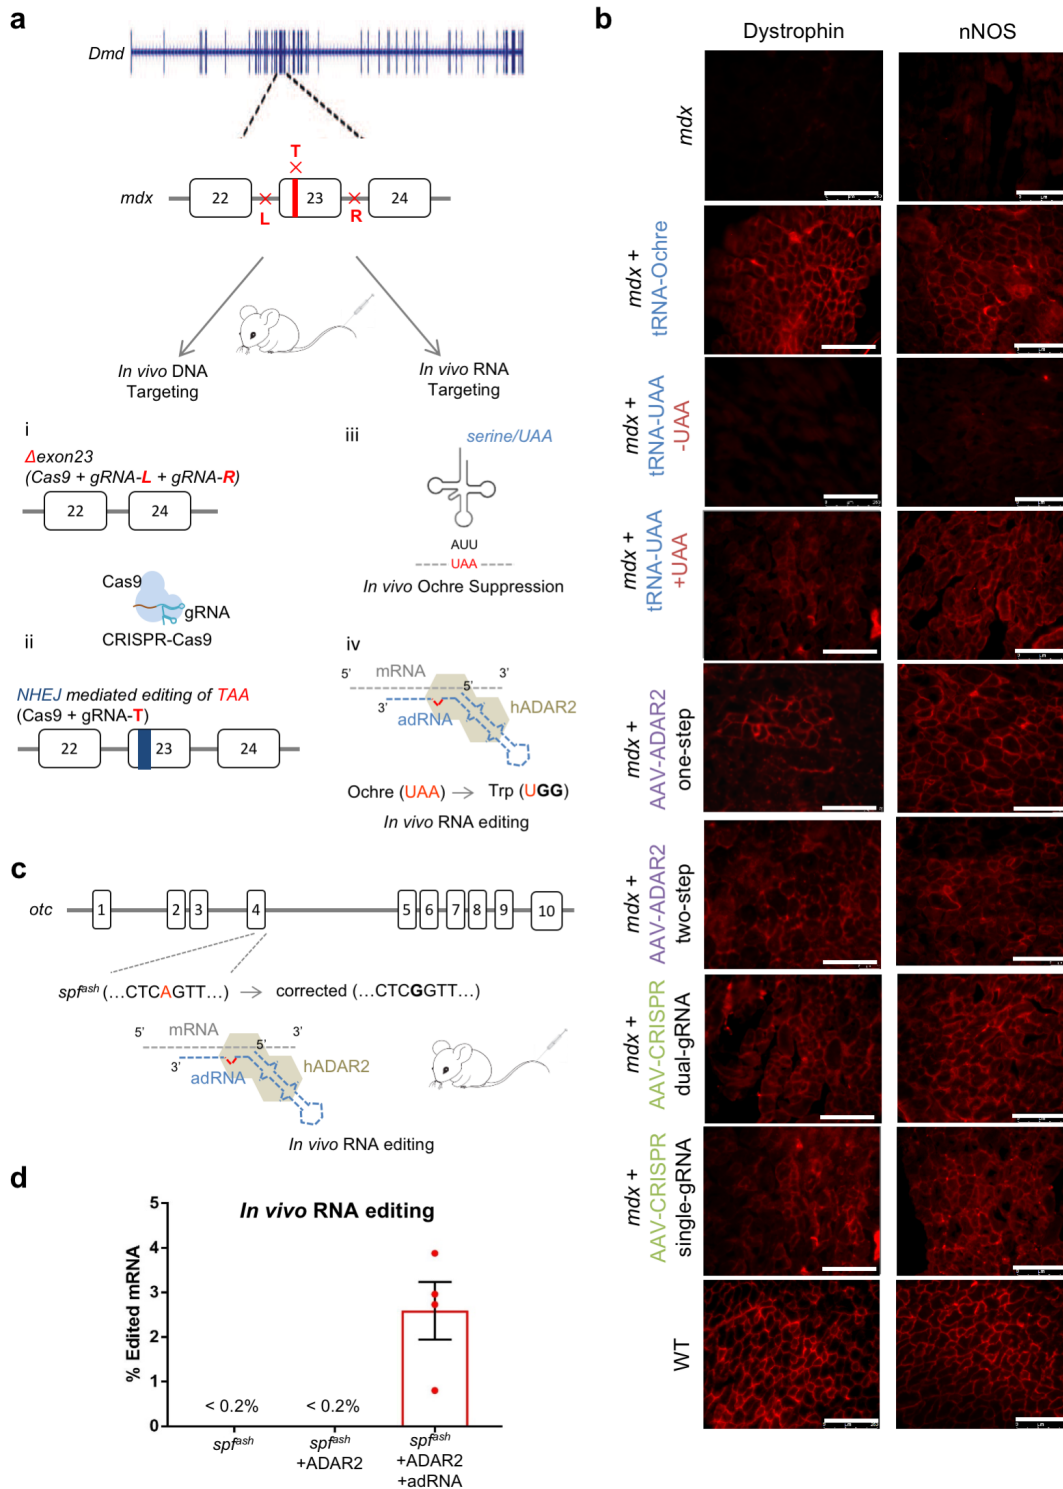 a
Dmd
T
mdx
22
23
24
L
R
In vivo DNA
Targeting
In vivo RNA
Targeting
i
Δexon23
(Cas9 + gRNA-L + gRNA-R)
22
24
Cas9
gRNA
CRISPR-Cas9
ii
NHEJ mediated editing of TAA
(Cas9 + gRNA-T)
22
23
24
iii
serine/UAA
AUU
UAA
In vivo Ochre Suppression
iv
5’
mRNA
3’
5’
3’
adRNA
hADAR2
Ochre (UAA) → Trp (UGG)
In vivo RNA editing
b
Dystrophin
nNOS
mdx
mdx +
tRNA-Ochre
mdx +
tRNA-UAA
-UAA
mdx +
tRNA-UAA
+UAA
mdx +
AAV-ADAR2
one-step
mdx +
AAV-ADAR2
two-step
mdx +
AAV-CRISPR
dual-gRNA
mdx +
AAV-CRISPR
single-gRNA
WT
c
otc
1
2
3
4
5
6
7
8
9
10
spfash (...CTCAGTT...) → corrected (...CTCGGTT...)
5’
mRNA
3’
5’
3’
adRNA
hADAR2
In vivo RNA editing
d
In vivo RNA editing
% Edited mRNA
5
4
3
2
1
0
< 0.2%
< 0.2%
spfash
spfash
+ADAR2
spfash
+ADAR2
+adRNA